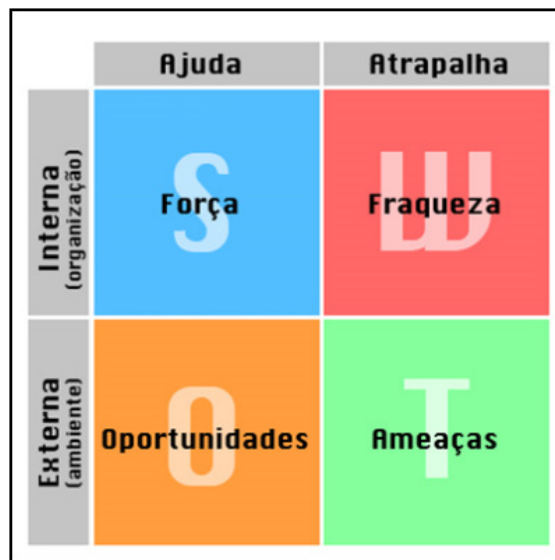 Ajuda
Atrapalha
Interna
(organização)
S
Força
W
Fraqueza
Externa
(ambiente)
O
Oportunidades
T
Ameaças